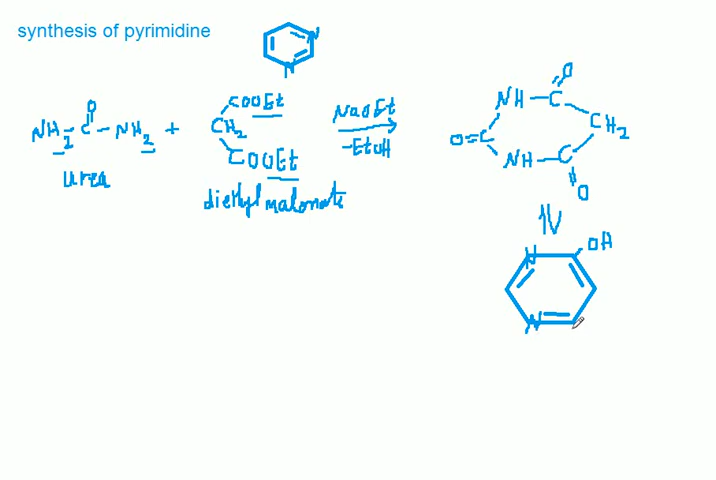 synthesis of pyrimidine
N
N
NH2-C-NH2 +
O
urea
COOEt
CH2
COOEt
diethyl malonate
NaOEt
-EtOH
O
NH-C
O=C
CH2
NH-C
O
N
OH
N